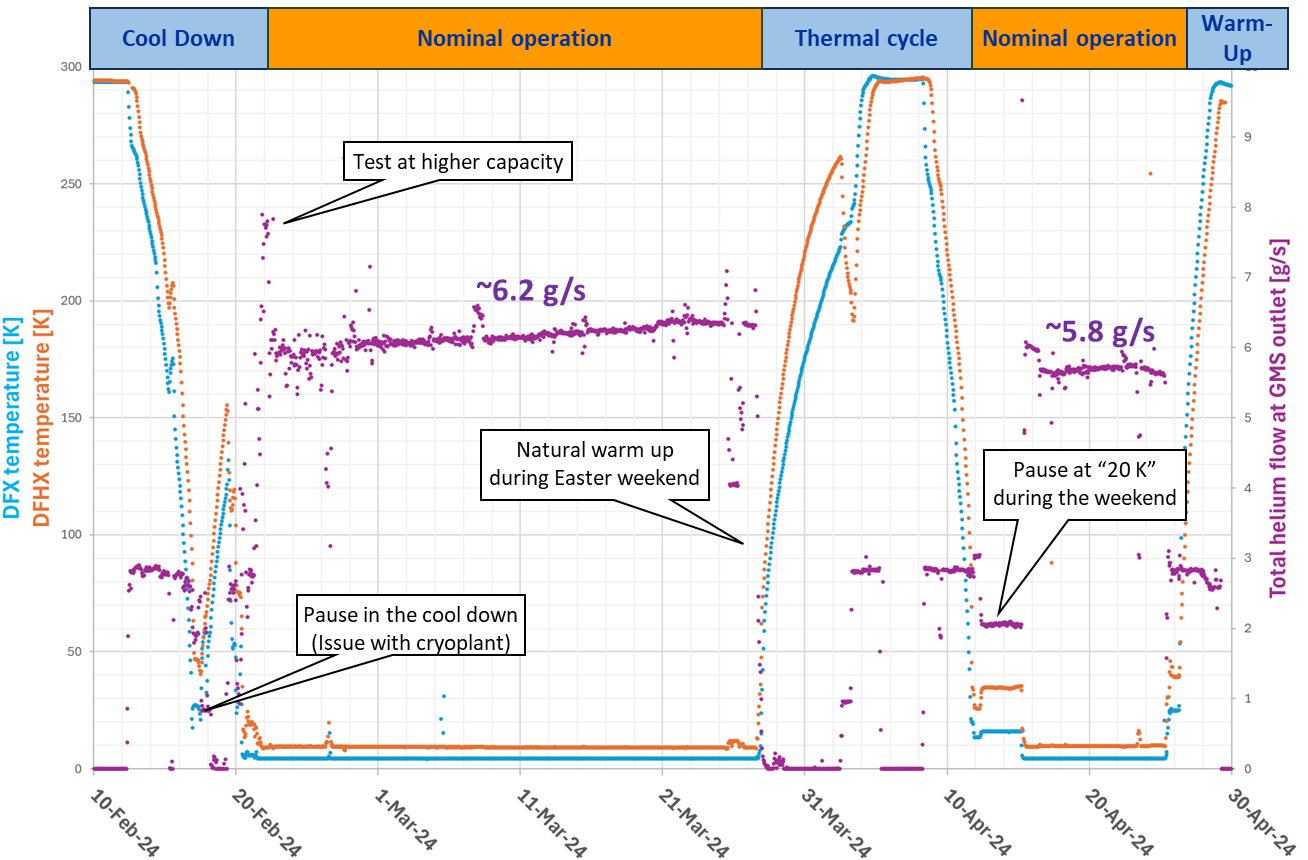 Cool Down
Nominal operation
Thermal cycle
Nominal operation
Warm-
Up
300
250
200
150
100
50
0
9
8
7
6
5
4
3
2
1
0
DFX temperature [K]
DFHX temperature [K]
Total helium flow at GMS outlet [g/s]
Test at higher capacity
~6.2 g/s
~5.8 g/s
Natural warm up
during Easter weekend
Pause at “20 K”
during the weekend
Pause in the cool down
(Issue with cryoplant)
10-Feb-24
20-Feb-24
1-Mar-24
11-Mar-24
21-Mar-24
31-Mar-24
10-Apr-24
20-Apr-24
30-Apr-24